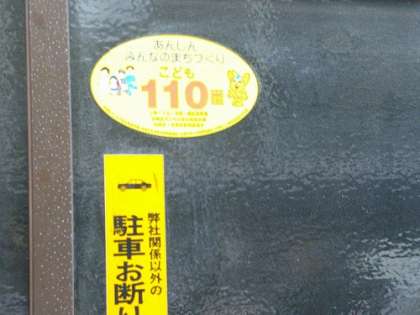 あんしん
みんなのまちづくり
こども
110番
弊社関係以外の
駐車お断り